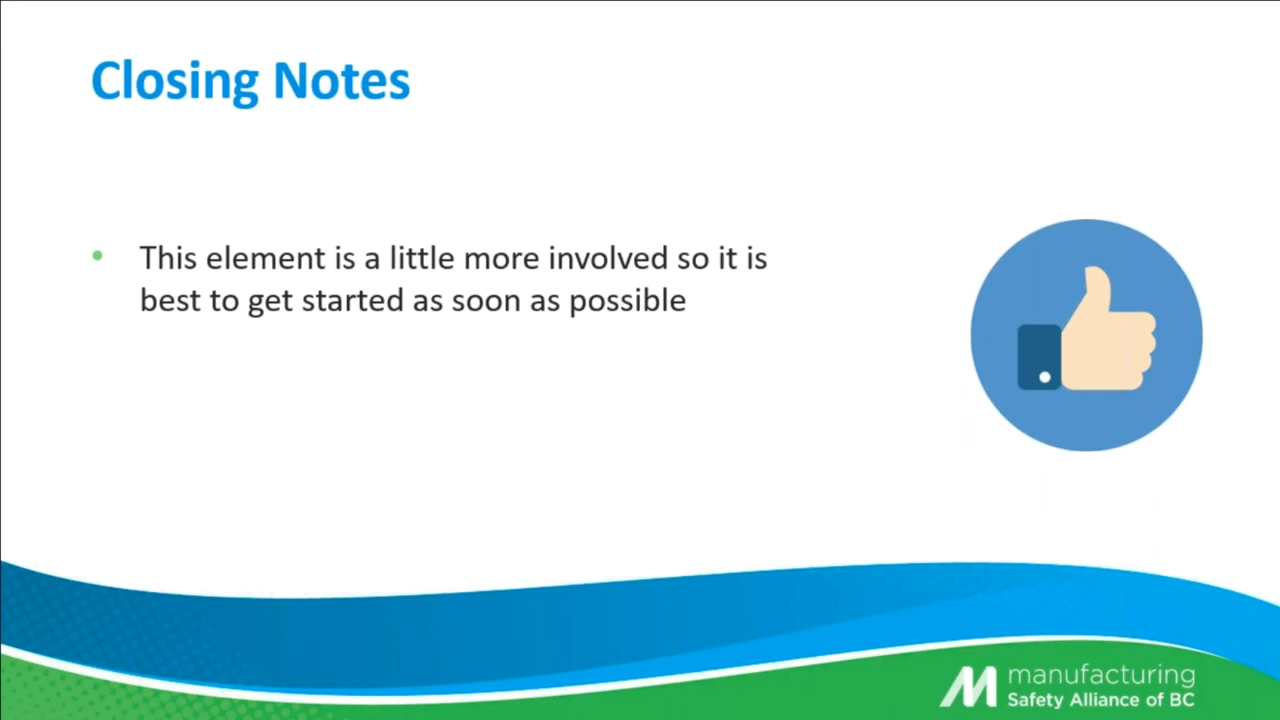 Closing Notes
• This element is a little more involved so it is
best to get started as soon as possible
manufacturing
Safety Alliance of BC